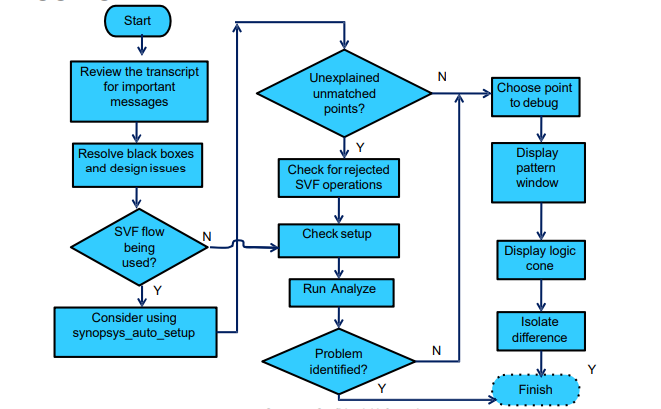 Start
Review the transcript
for important
messages
Resolve black boxes
and design issues
SVF flow
being
used?
N
Y
Consider using
synopsys_auto_setup
Unexplained
unmatched
points?
N
Y
Check for rejected
SVF operations
Check setup
Run Analyze
Problem
identified?
N
Y
Choose point
to debug
Display
pattern
window
Display logic
cone
Isolate
difference
Y
Finish